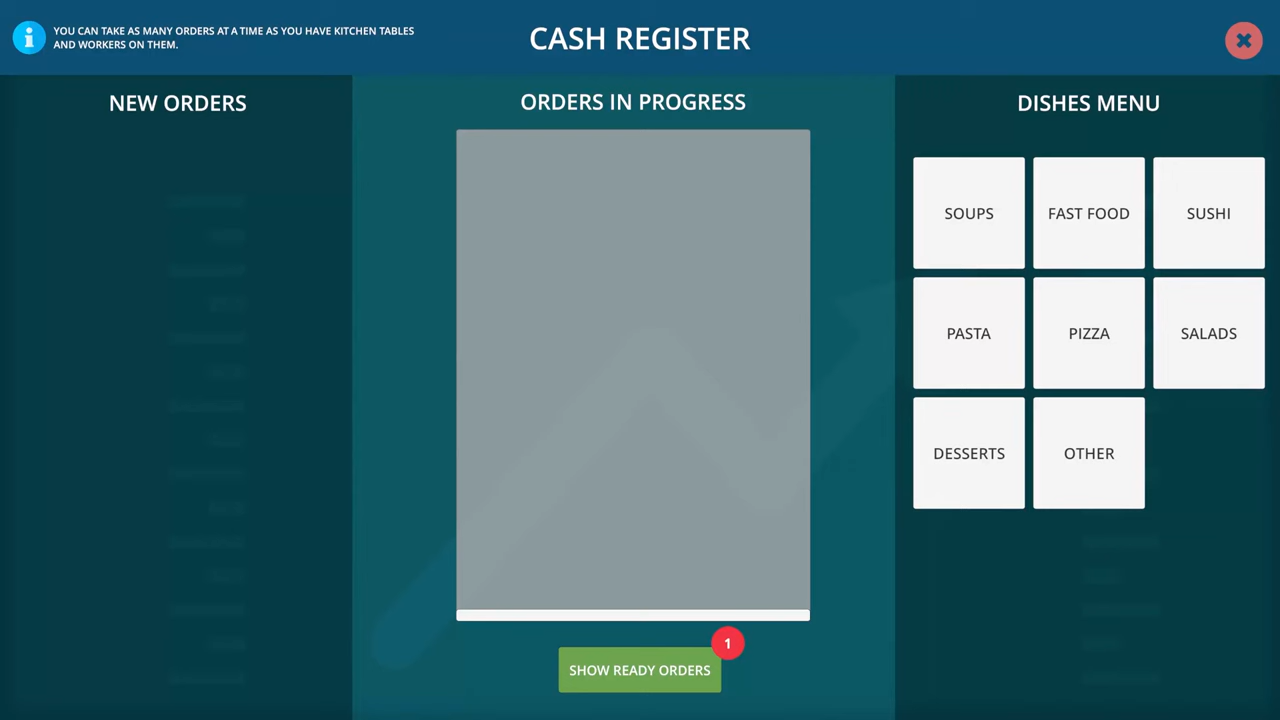 YOU CAN TAKE AS MANY ORDERS AT A TIME AS YOU HAVE KITCHEN TABLES
AND WORKERS ON THEM.
CASH REGISTER
NEW ORDERS
ORDERS IN PROGRESS
DISHES MENU
SOUPS
FAST FOOD
SUSHI
PASTA
PIZZA
SALADS
DESSERTS
OTHER
1
SHOW READY ORDERS